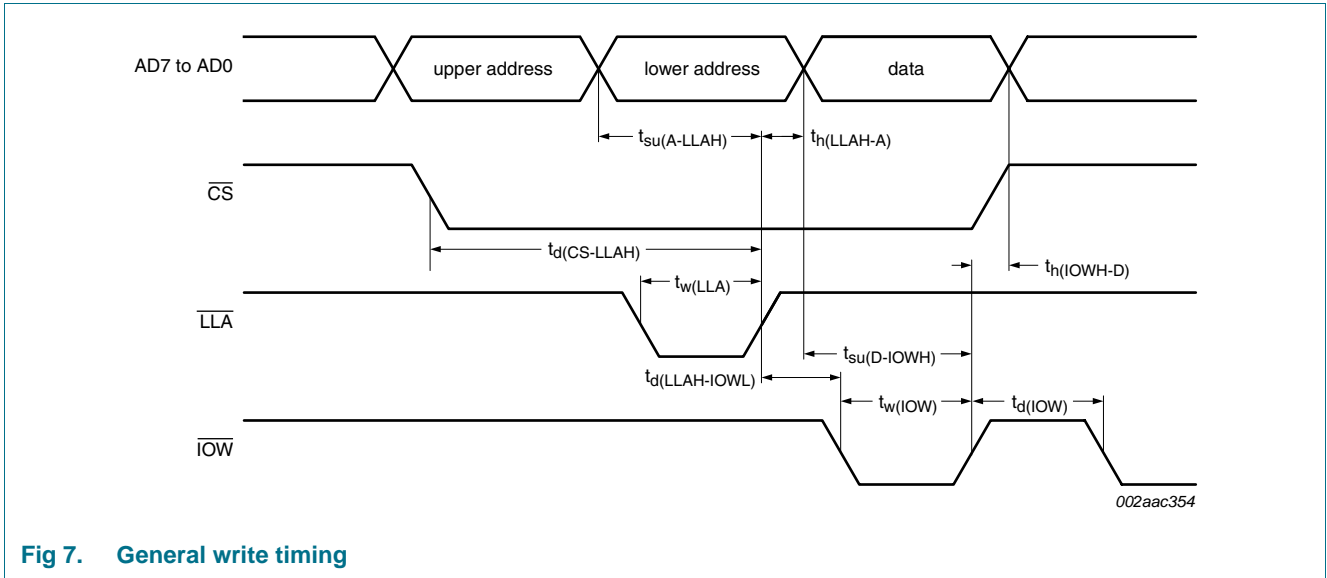 AD7 to AD0
upper address
lower address
data
tsu(A-LLAH)
th(LLAH-A)
CS
td(CS-LLAH)
th(IOWH-D)
tw(LLA)
LLA
tsu(D-IOWH)
td(LLAH-IOWL)
tw(IOW)
td(IOW)
IOW
002aac354
Fig 7. General write timing